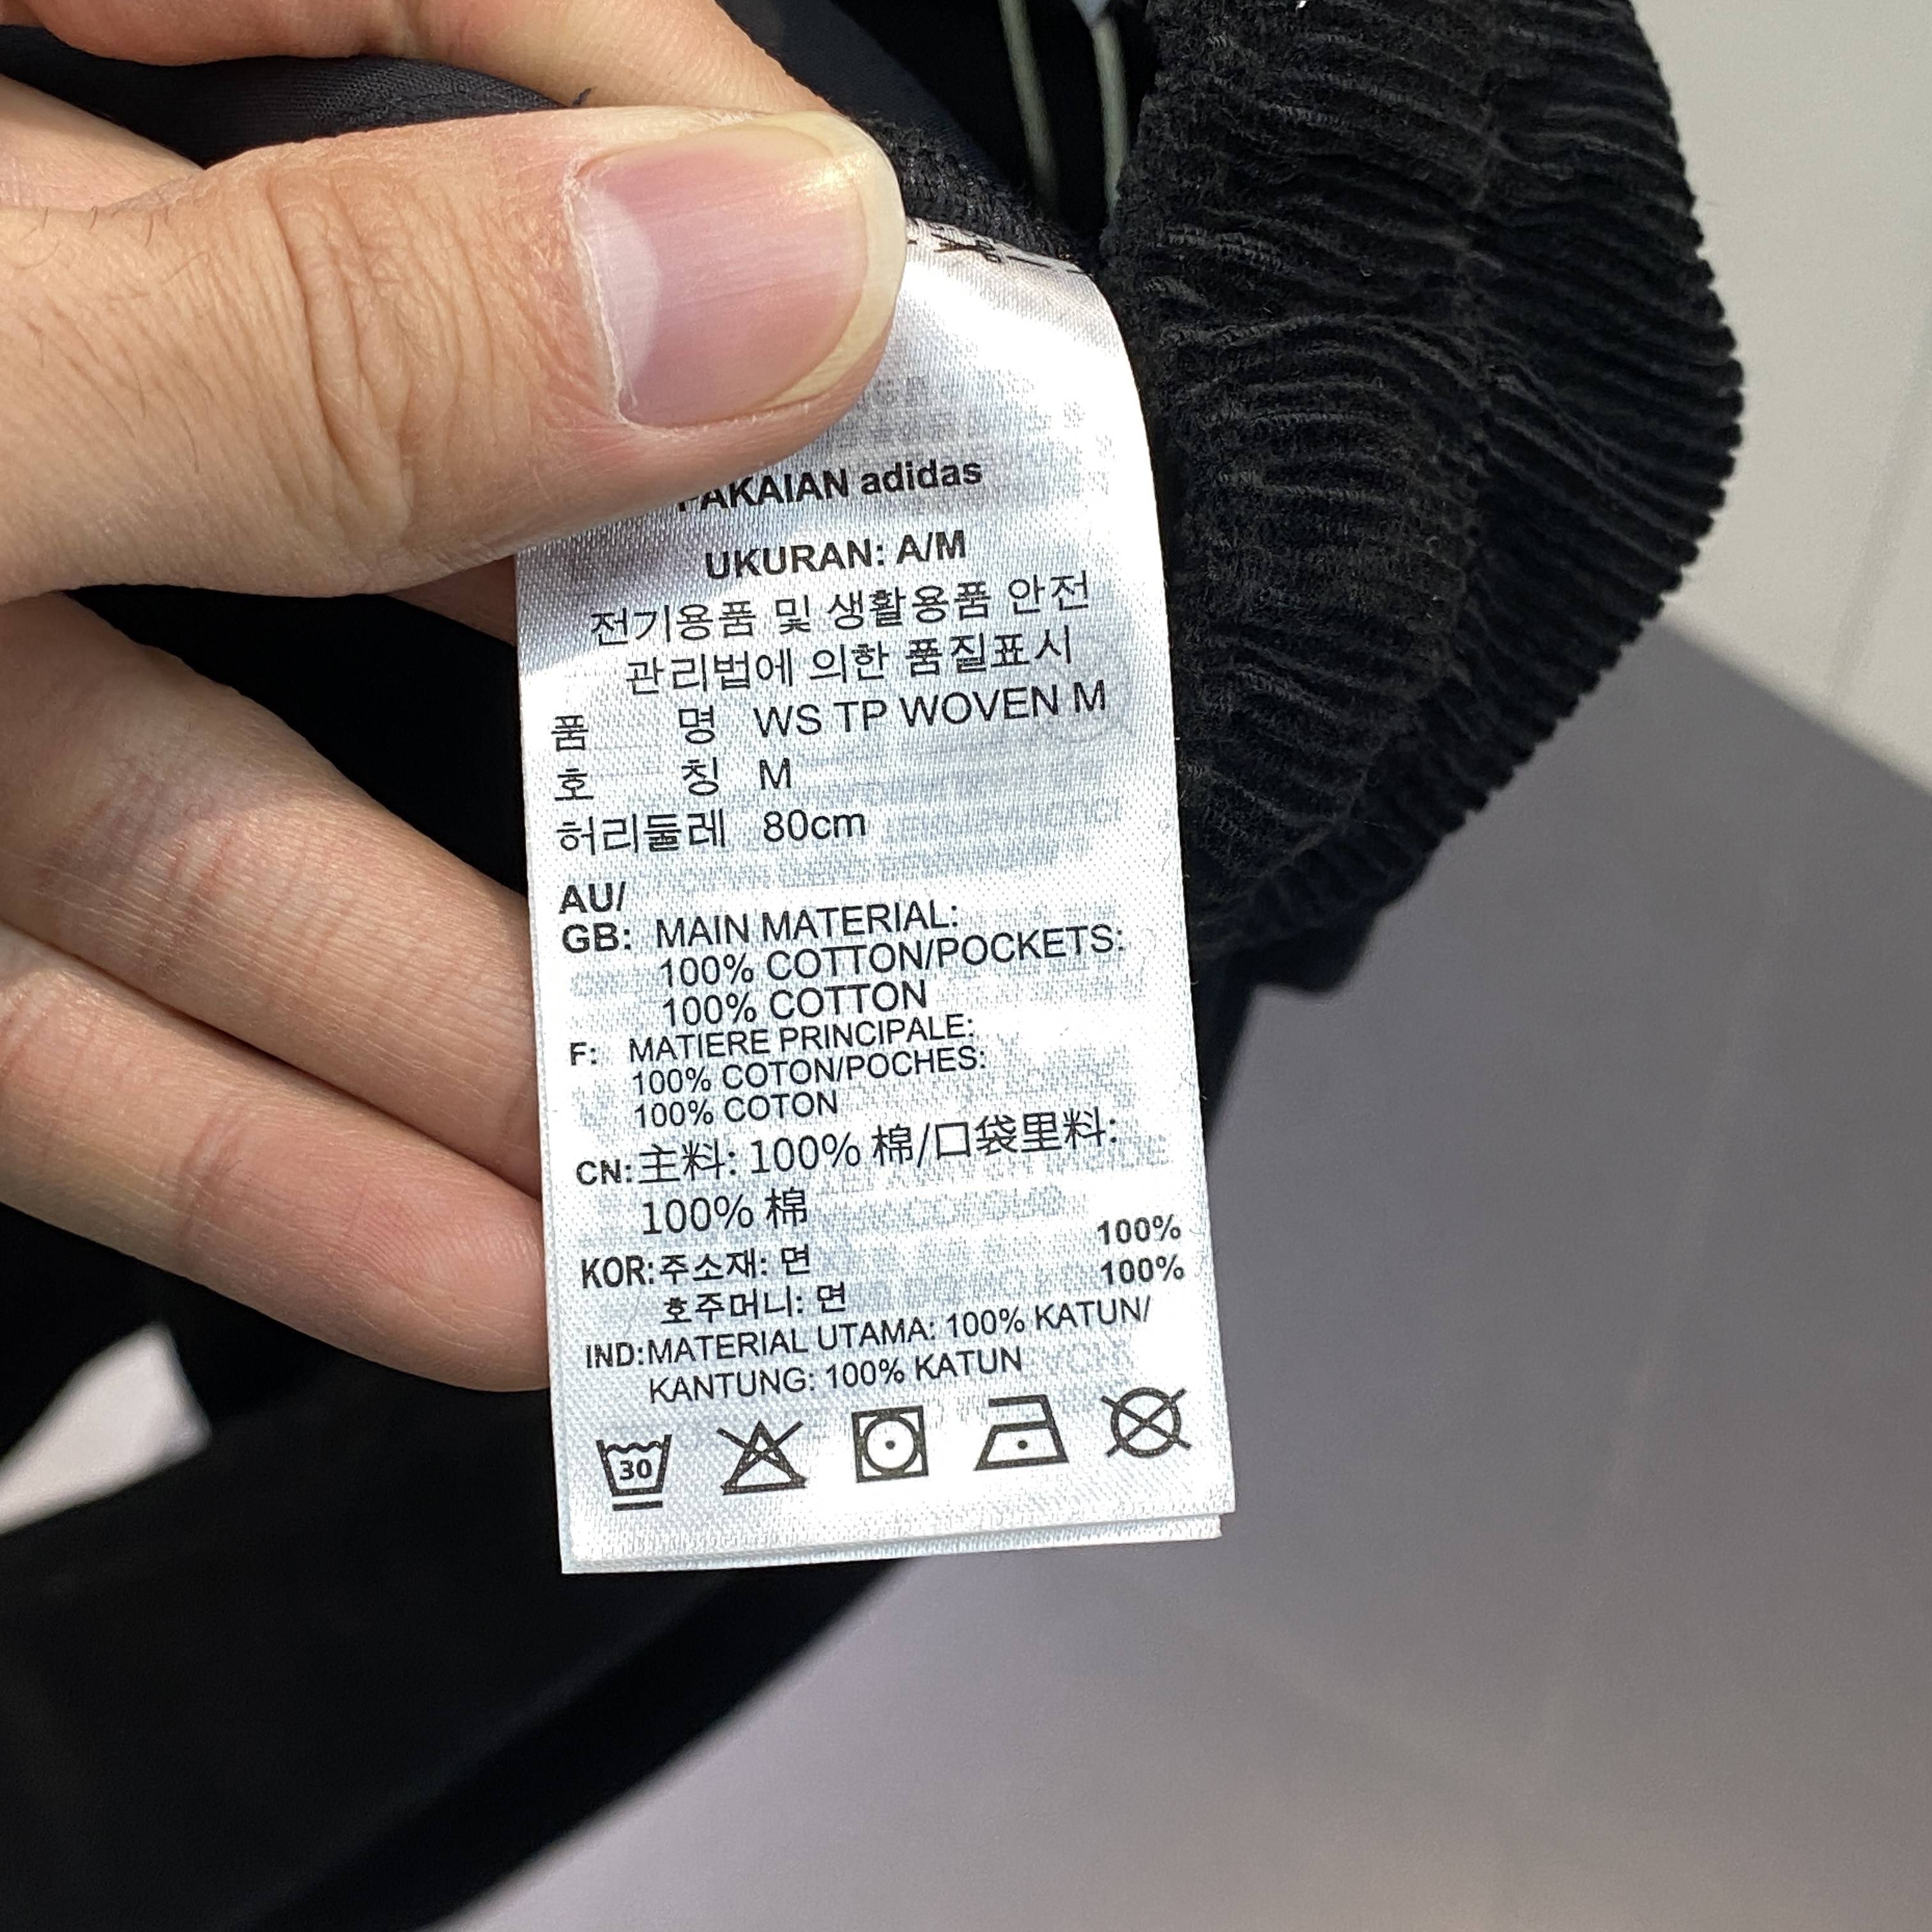 adidas
UKURAN: A/M
전기용품 및 생활용품 안전
관리법에 의한 품질표시
품 명 WS TP WOVEN M
호 칭 M
허리둘레 80cm
AU/
GB: MAIN MATERIAL:
100% COTTON/POCKETS:
100% COTTON
F: MATIERE PRINCIPALE:
100% COTON/POCHES:
100% COTON
CN: 主料: 100% 棉/口袋里料:
100% 棉
KOR: 주소재: 면 100%
호주머니: 면 100%
IND: MATERIAL UTAMA: 100% KATUN/
KANTUNG: 100% KATUN
30